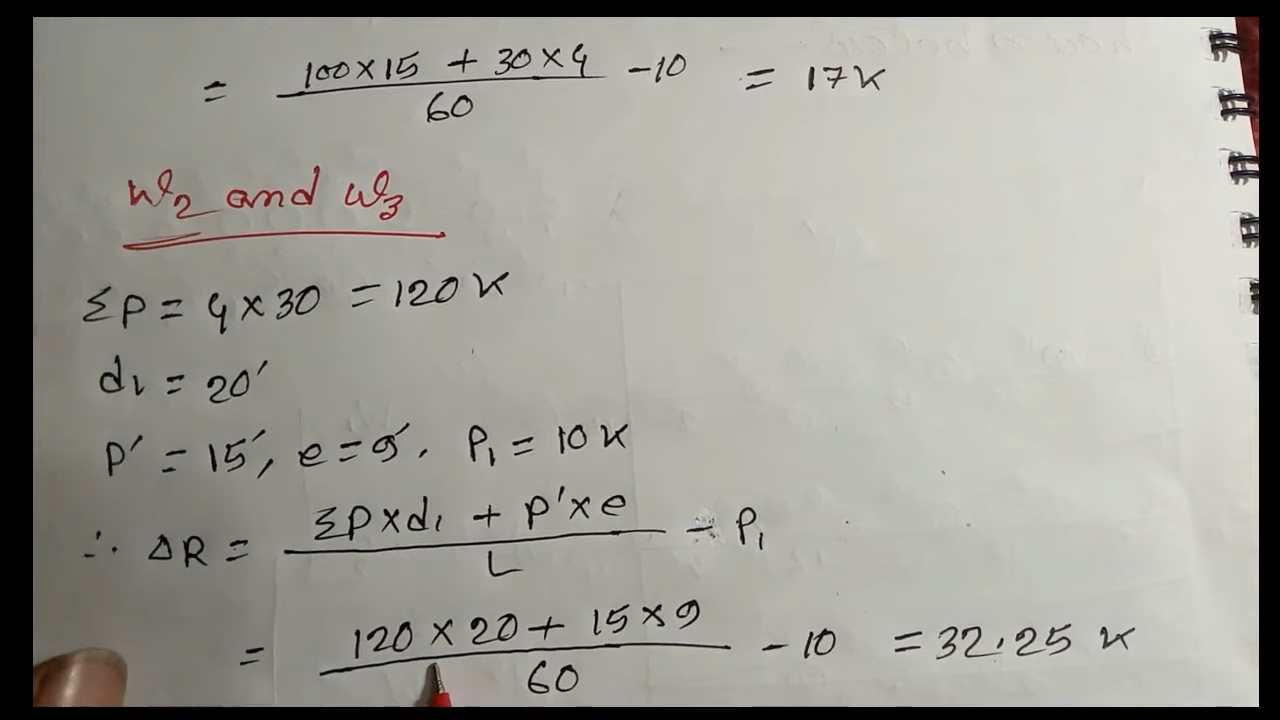 = (100×15 + 30×4)/60 -10 = 17K
W2 and W3
ΣP = 4×30 = 120K
d1 = 20'
P' = 15', e = 9'. P1 = 10K
∴ ΔR = (ΣP×d1 + P'×e)/L - P1
= (120×20+ 15×9)/60 -10 = 32.25 K